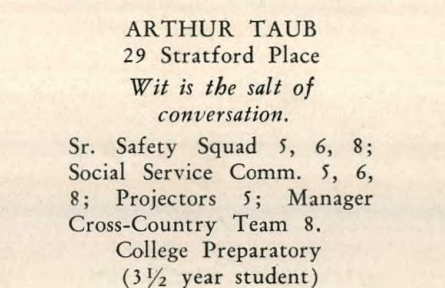 ARTHUR TAUB
29 Stratford Place
Wit is the salt of
conversation.
Sr. Safety Squad 5, 6, 8;
Social Service Comm. 5, 6,
8; Projectors 5; Manager
Cross-Country Team 8.
College Preparatory
(3½ year student)